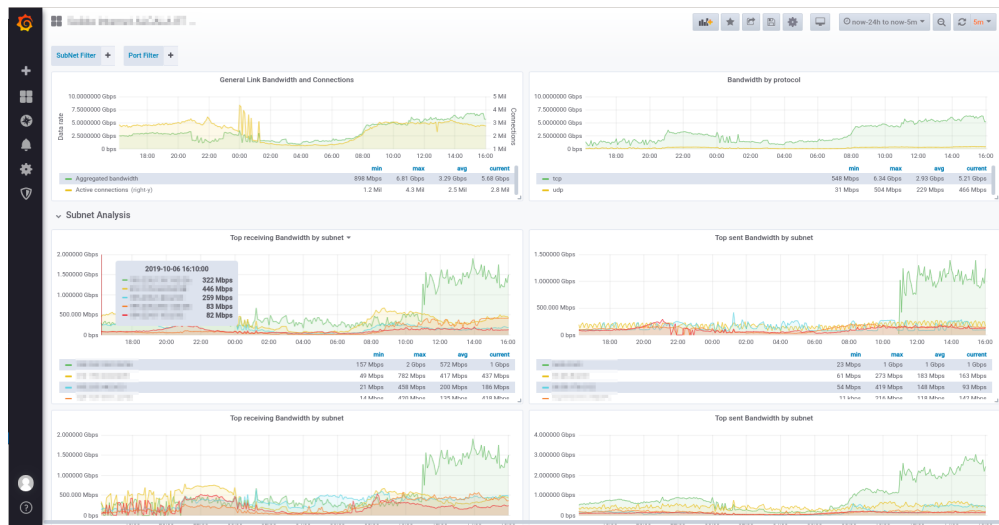 now-24h to now-5m
5m
SubNet Filter +
Port Filter +
General Link Bandwidth and Connections
10.0000000 Gbps
7.5000000 Gbps
5.0000000 Gbps
2.5000000 Gbps
0 bps
Data rate
5 Mil
4 Mil
3 Mil
2 Mil
1 Mil
Connections
18:00 20:00 22:00 00:00 02:00 04:00 06:00 08:00 10:00 12:00 14:00 16:00
min max avg current
Aggregated bandwidth 898 Mbps 6.81 Gbps 3.29 Gbps 5.68 Gbps
Active connections (right-y) 1.2 Mil 4.3 Mil 2.5 Mil 2.8 Mil
Bandwidth by protocol
10.0000000 Gbps
7.5000000 Gbps
5.0000000 Gbps
2.5000000 Gbps
0 bps
18:00 20:00 22:00 00:00 02:00 04:00 06:00 08:00 10:00 12:00 14:00 16:00
min max avg current
tcp 548 Mbps 6.34 Gbps 2.93 Gbps 5.21 Gbps
udp 31 Mbps 504 Mbps 229 Mbps 466 Mbps
Subnet Analysis
Top receiving Bandwidth by subnet
2.000000 Gbps
1.500000 Gbps
1.000000 Gbps
500.000 Mbps
0 bps
2019-10-06 16:10:00
322 Mbps
446 Mbps
259 Mbps
83 Mbps
82 Mbps
18:00 20:00 22:00 00:00 02:00 04:00 06:00 08:00 10:00 12:00 14:00 16:00
min max avg current
157 Mbps 2 Gbps 572 Mbps 1 Gbps
49 Mbps 782 Mbps 417 Mbps 437 Mbps
21 Mbps 458 Mbps 200 Mbps 186 Mbps
14 Mbps 420 Mbps 135 Mbps 418 Mbps
Top sent Bandwidth by subnet
1.500000 Gbps
1.000000 Gbps
500.000 Mbps
0 bps
18:00 20:00 22:00 00:00 02:00 04:00 06:00 08:00 10:00 12:00 14:00 16:00
min max avg current
23 Mbps 1 Gbps 1 Gbps 1 Gbps
61 Mbps 273 Mbps 183 Mbps 163 Mbps
54 Mbps 419 Mbps 148 Mbps 93 Mbps
11 kbps 216 Mbps 118 Mbps 142 Mbps
Top receiving Bandwidth by subnet
2.000000 Gbps
1.500000 Gbps
1.000000 Gbps
500.000 Mbps
0 bps
Top sent Bandwidth by subnet
4.000000 Gbps
3.000000 Gbps
2.000000 Gbps
1.000000 Gbps
0 bps